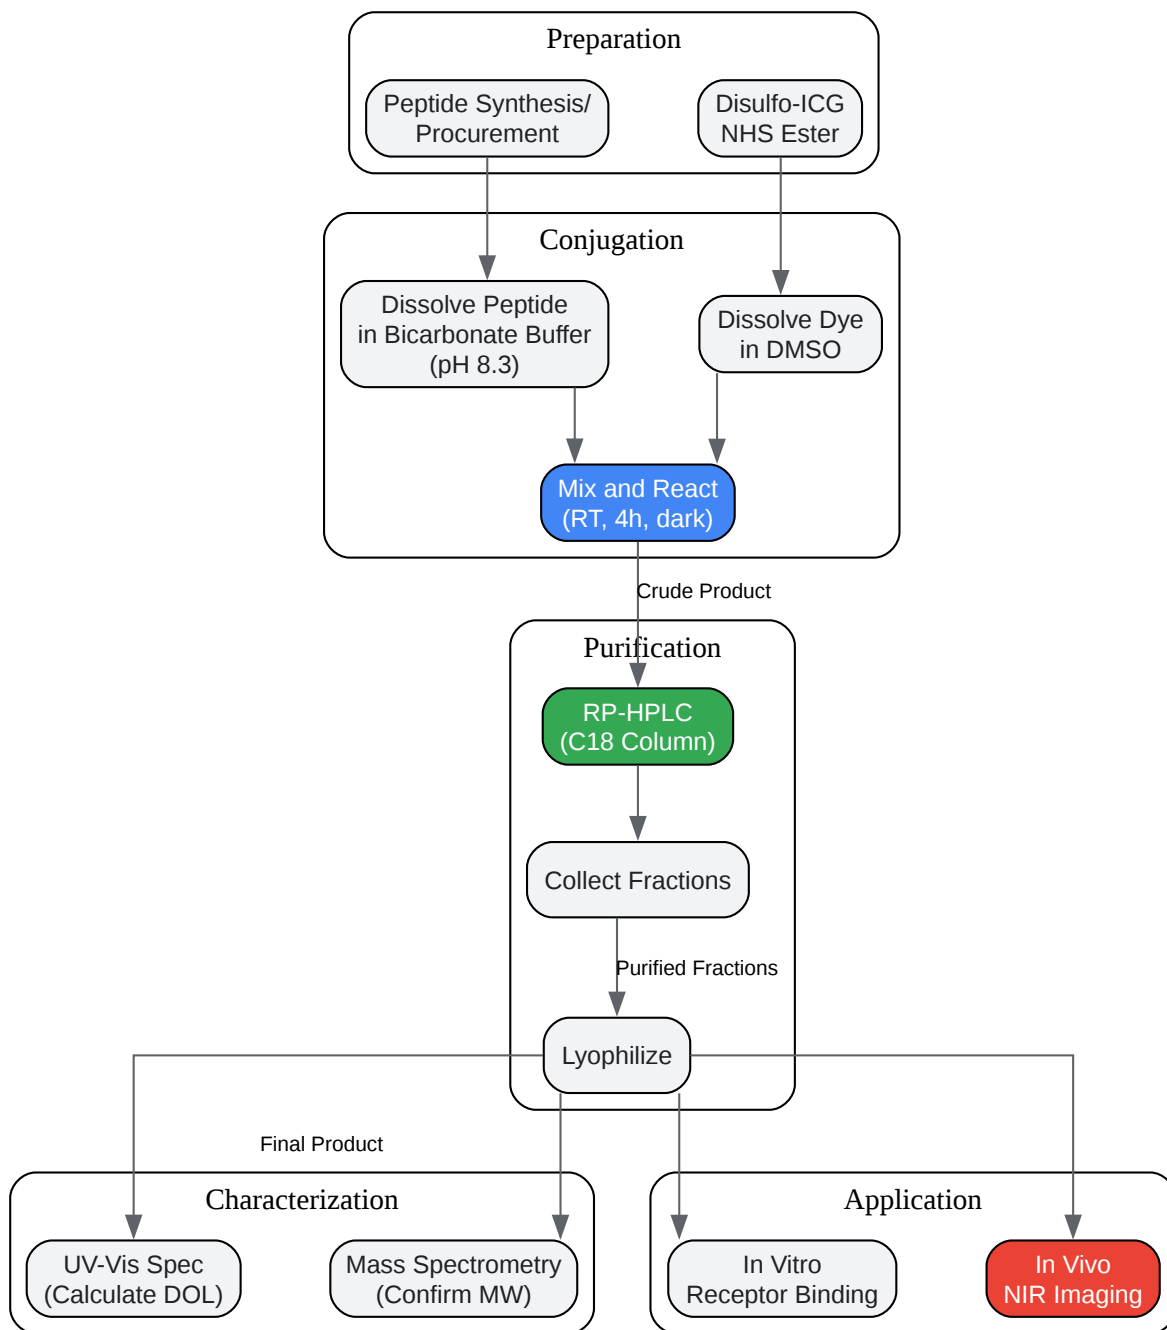 Preparation
Peptide Synthesis/
Procurement
Disulfo-ICG
NHS Ester
Conjugation
Dissolve Peptide
in Bicarbonate Buffer
(pH 8.3)
Dissolve Dye
in DMSO
Mix and React
(RT, 4h, dark)
Crude Product
Purification
RP-HPLC
(C18 Column)
Collect Fractions
Purified Fractions
Lyophilize
Final Product
Characterization
UV-Vis Spec
(Calculate DOL)
Mass Spectrometry
(Confirm MW)
Application
In Vitro
Receptor Binding
In Vivo
NIR Imaging